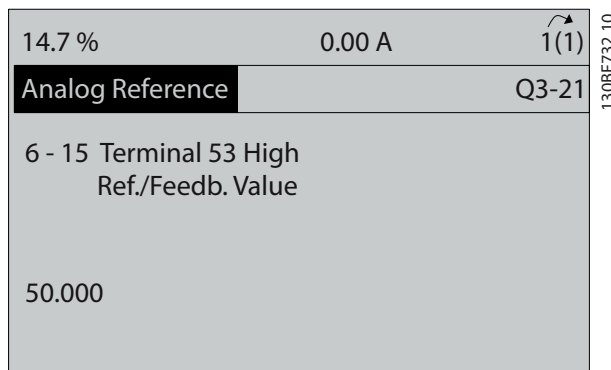 14.7 % 0.00 A 1(1)
Analog Reference Q3-21
6 - 15 Terminal 53 High
Ref./Feedb. Value
50.000
130BF732.10